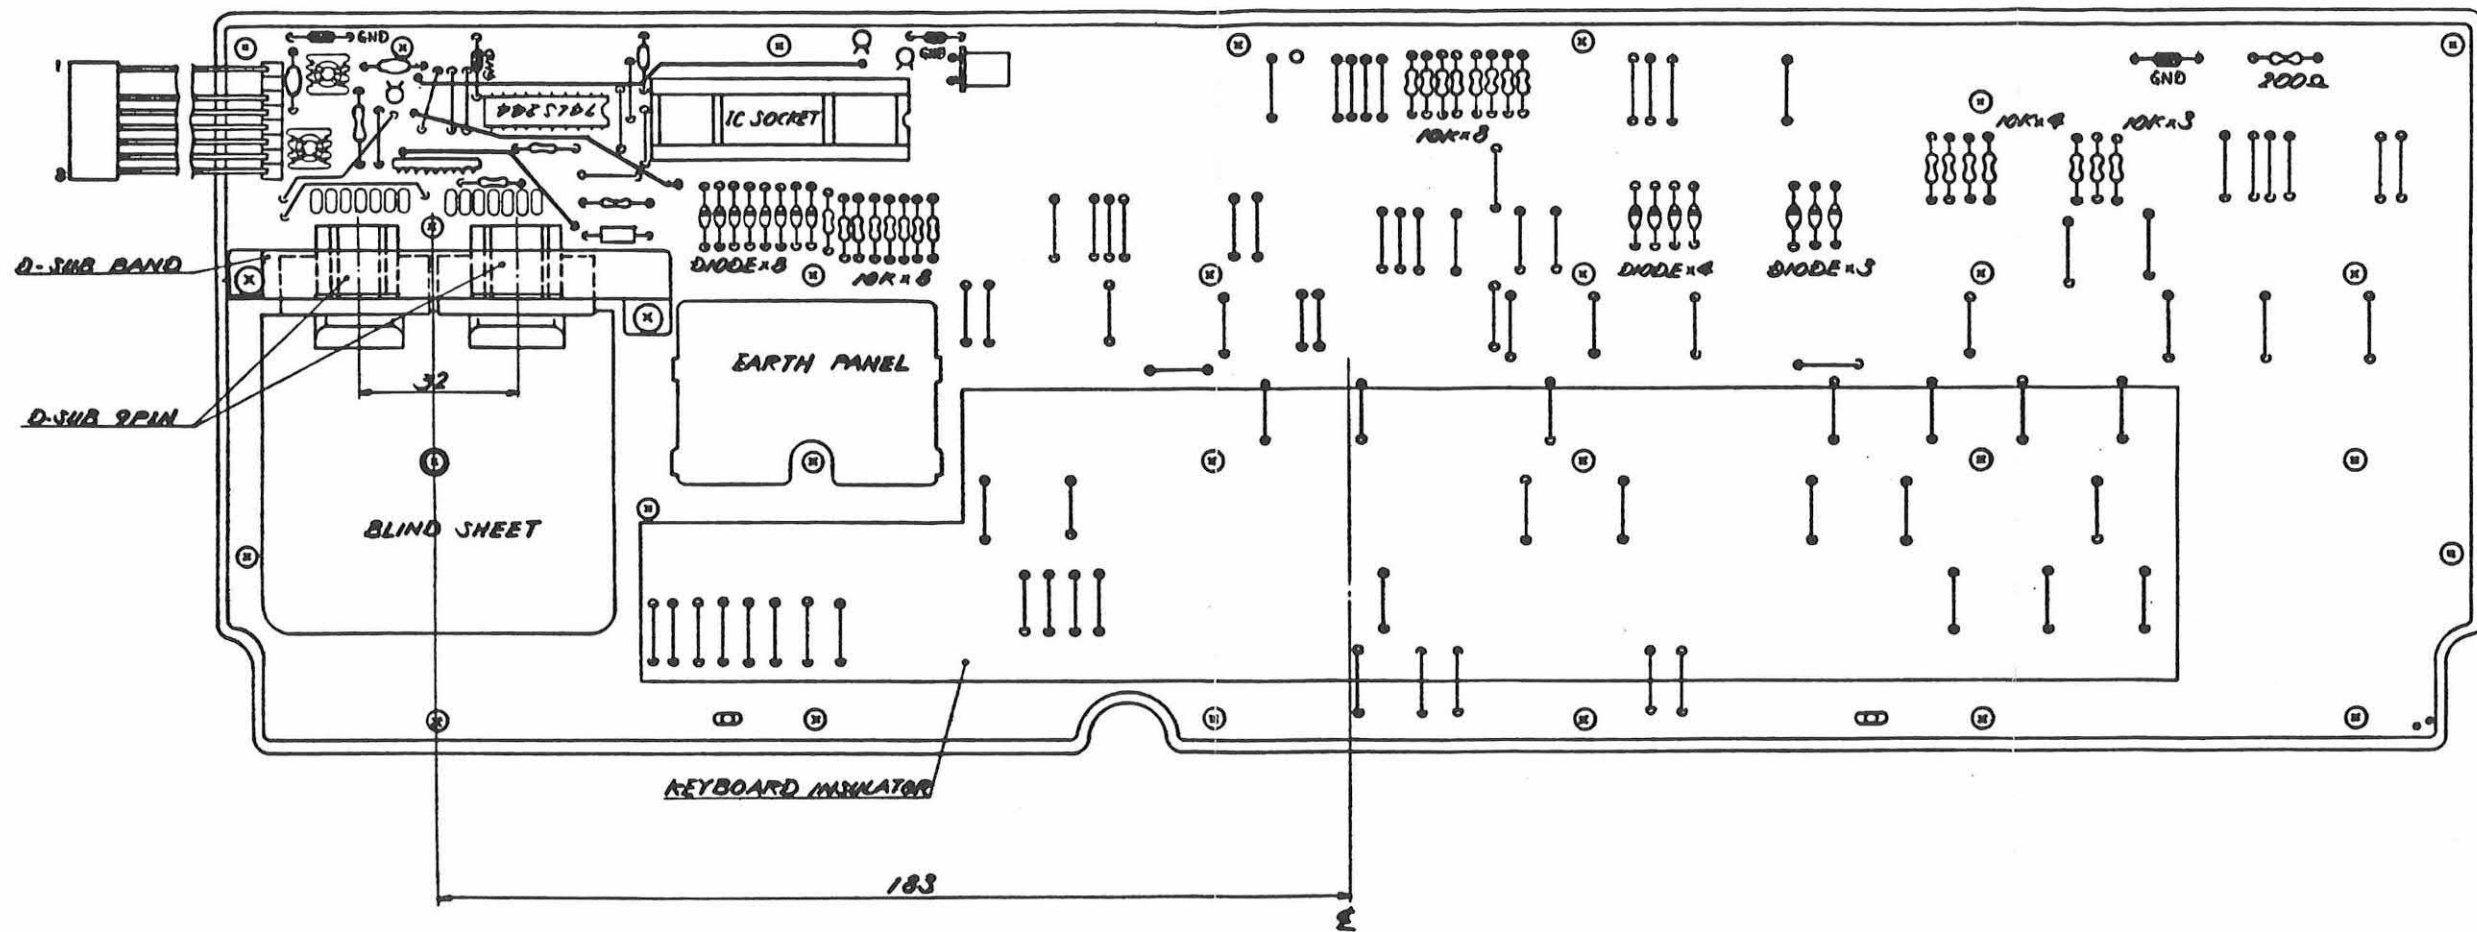 GND
GND
GND
GND
200Ω
74LS244
IC SOCKET
10K×8
10K×4
10K×3
DIODE×8
10K×8
DIODE×4
DIODE×3
D-SUB BAND
EARTH PANEL
32
D-SUB 9PIN
BLIND SHEET
KEYBOARD INSULATOR
183